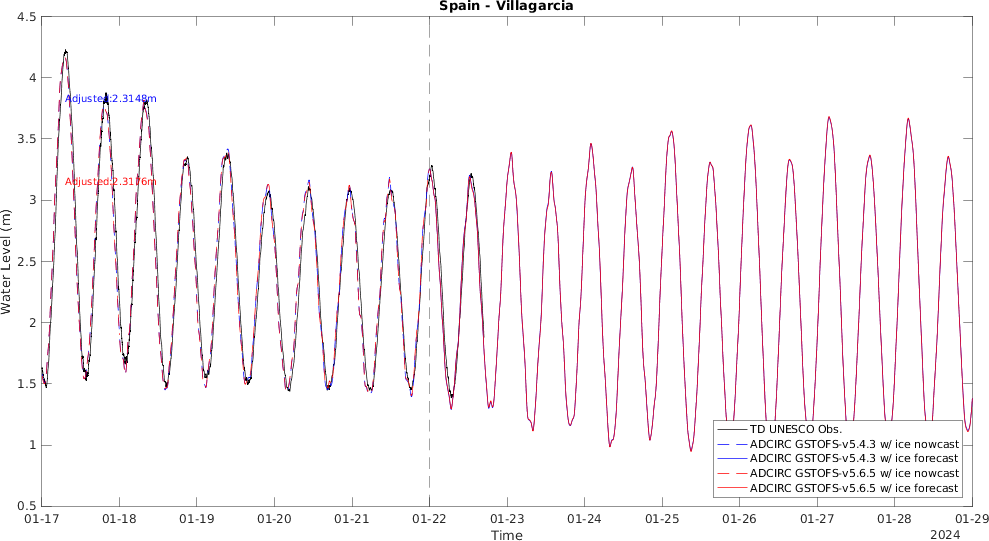 Spain - Villagarcia
4.5
4
3.5
3
2.5
2
1.5
1
0.5
Water Level (m)
Adjusted:2.3148m
Adjusted:2.3176m
TD UNESCO Obs.
ADCIRC GSTOFS-v5.4.3 w/ ice nowcast
ADCIRC GSTOFS-v5.4.3 w/ ice forecast
ADCIRC GSTOFS-v5.6.5 w/ ice nowcast
ADCIRC GSTOFS-v5.6.5 w/ ice forecast
01-17 01-18 01-19 01-20 01-21 01-22 01-23 01-24 01-25 01-26 01-27 01-28 01-29
Time
2024